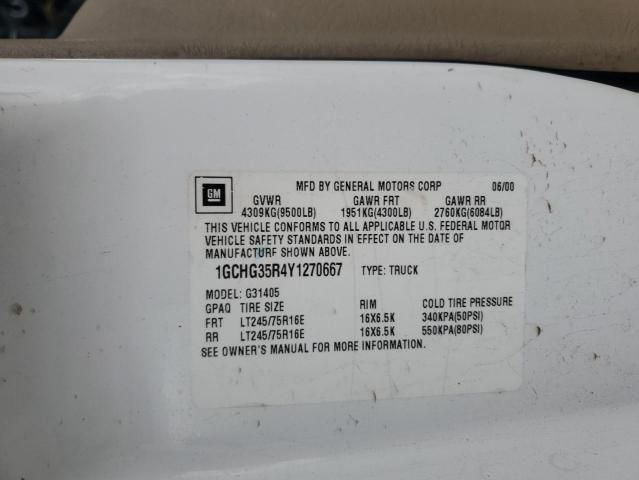 MFD BY GENERAL MOTORS CORP 06/00
GM
GVWR GAWR FRT GAWR RR
4309KG(9500LB) 1951KG(4300LB) 2760KG(6084LB)
THIS VEHICLE CONFORMS TO ALL APPLICABLE U.S. FEDERAL MOTOR
VEHICLE SAFETY STANDARDS IN EFFECT ON THE DATE OF
MANUFACTURE SHOWN ABOVE.
1GCHG35R4Y1270667 TYPE: TRUCK
MODEL: G31405
GPAQ TIRE SIZE RIM COLD TIRE PRESSURE
FRT LT245/75R16E 16X6.5K 340KPA(50PSI)
RR LT245/75R16E 16X6.5K 550KPA(80PSI)
SEE OWNER'S MANUAL FOR MORE INFORMATION.